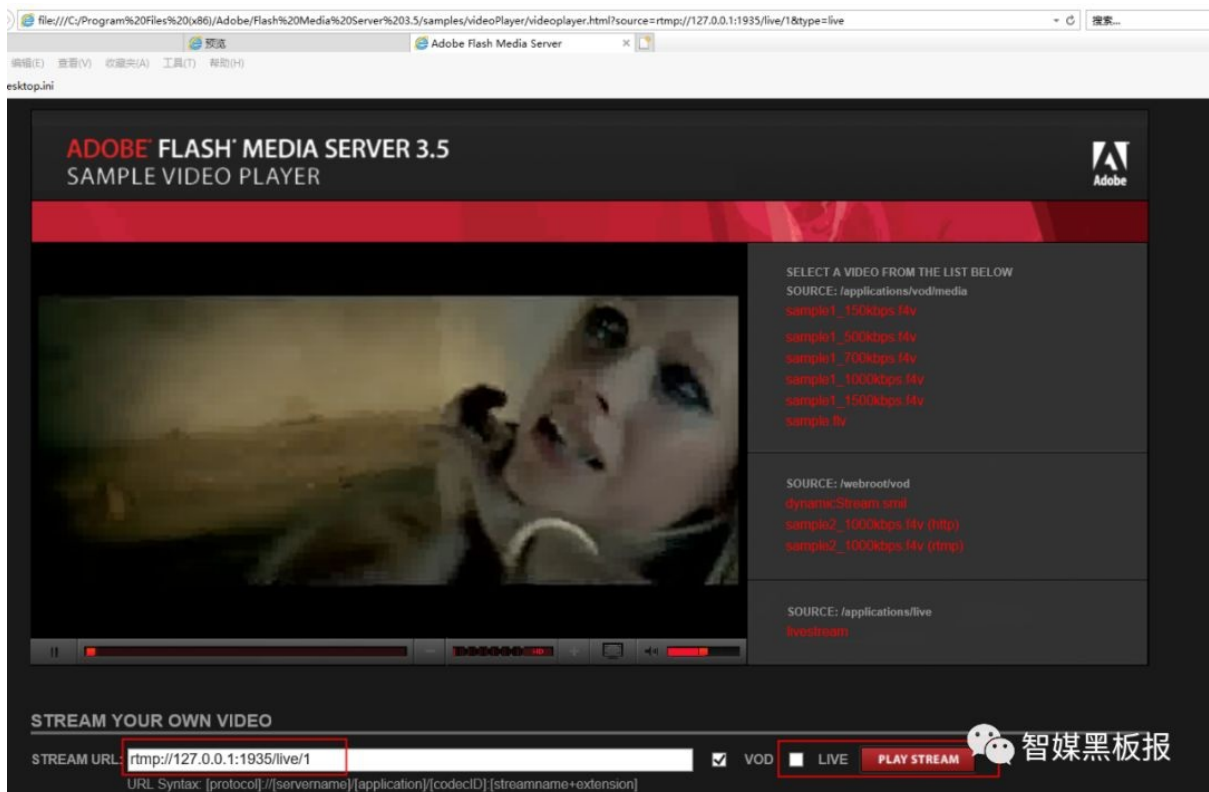 file:///C:/Program%20Files%20(x86)/Adobe/Flash%20Media%20Server%203.5/samples/videoPlayer/videoplayer.html?source=rtmp://127.0.0.1:1935/live/1&type=live
搜索...
预览
Adobe Flash Media Server
编辑(E) 查看(V) 收藏夹(A) 工具(T) 帮助(H)
esktop.ini
ADOBE FLASH MEDIA SERVER 3.5
SAMPLE VIDEO PLAYER
Adobe
SELECT A VIDEO FROM THE LIST BELOW
SOURCE: /applications/vod/media
sample1_150kbps.f4v
sample1_500kbps.f4v
sample1_700kbps.f4v
sample1_1000kbps.f4v
sample1_1500kbps.f4v
sample.flv
SOURCE: /webroot/vod
dynamicStream.smil
sample2_1000kbps.f4v (http)
sample2_1000kbps.f4v (rtmp)
SOURCE: /applications/live
livestream
HD
STREAM YOUR OWN VIDEO
STREAM URL: rtmp://127.0.0.1:1935/live/1
VOD LIVE PLAY STREAM
URL Syntax: [protocol]://[servername]/[application]/[codecID]:[streamname+extension]
智媒黑板报